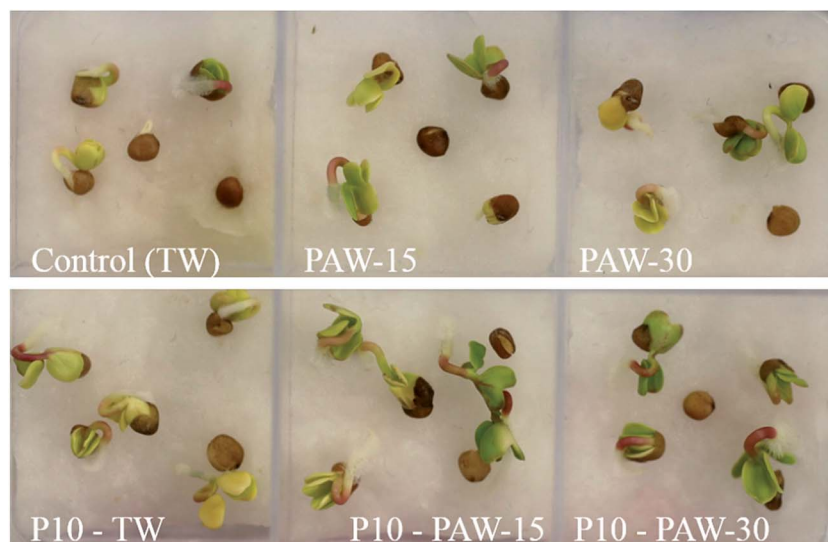 Control (TW)
PAW-15
PAW-30
P10 - TW
P10 - PAW-15
P10 - PAW-30